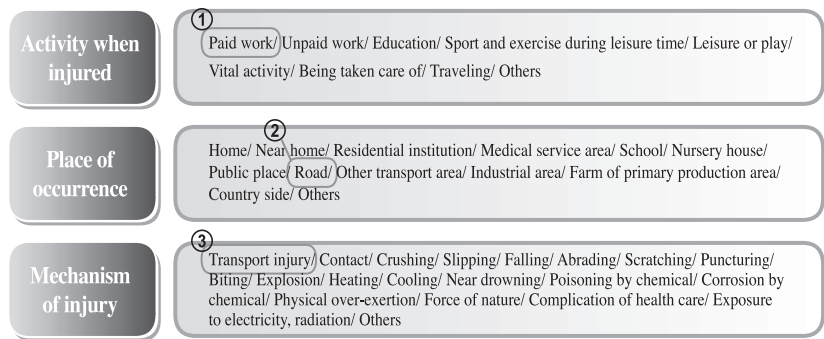 ①
Activity when
injured
Paid work/ Unpaid work/ Education/ Sport and exercise during leisure time/ Leisure or play/
Vital activity/ Being taken care of/ Traveling/ Others
②
Place of
occurrence
Home/ Near home/ Residential institution/ Medical service area/ School/ Nursery house/
Public place/ Road/ Other transport area/ Industrial area/ Farm of primary production area/
Country side/ Others
③
Mechanism
of injury
Transport injury/ Contact/ Crushing/ Slipping/ Falling/ Abrading/ Scratching/ Puncturing/
Biting/ Explosion/ Heating/ Cooling/ Near drowning/ Poisoning by chemical/ Corrosion by
chemical/ Physical over-exertion/ Force of nature/ Complication of health care/ Exposure
to electricity, radiation/ Others